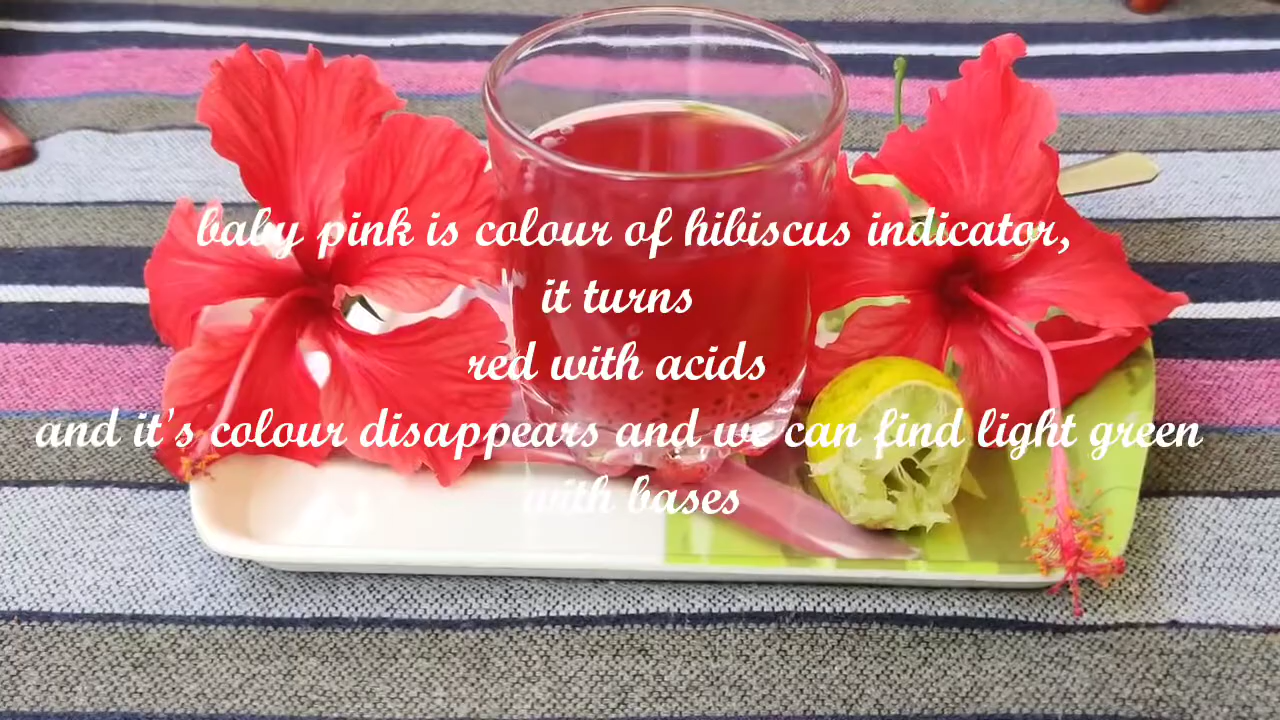 baby pink is colour of hibiscus indicator,
it turns
red with acids
and it's colour disappears and we can find light green
with bases